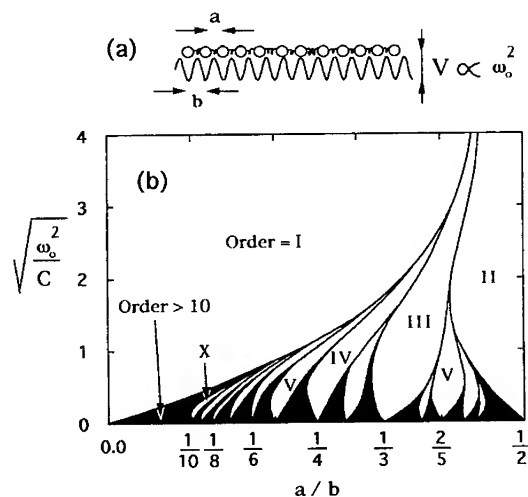 (a)
a
b
V ∝ ω₀²
(b)
4
3
2
1
0
√(ω₀²/C)
Order = I
Order > 10
X
V
IV
III
V
II
0.0
1/10
1/8
1/6
1/4
1/3
2/5
1/2
a / b